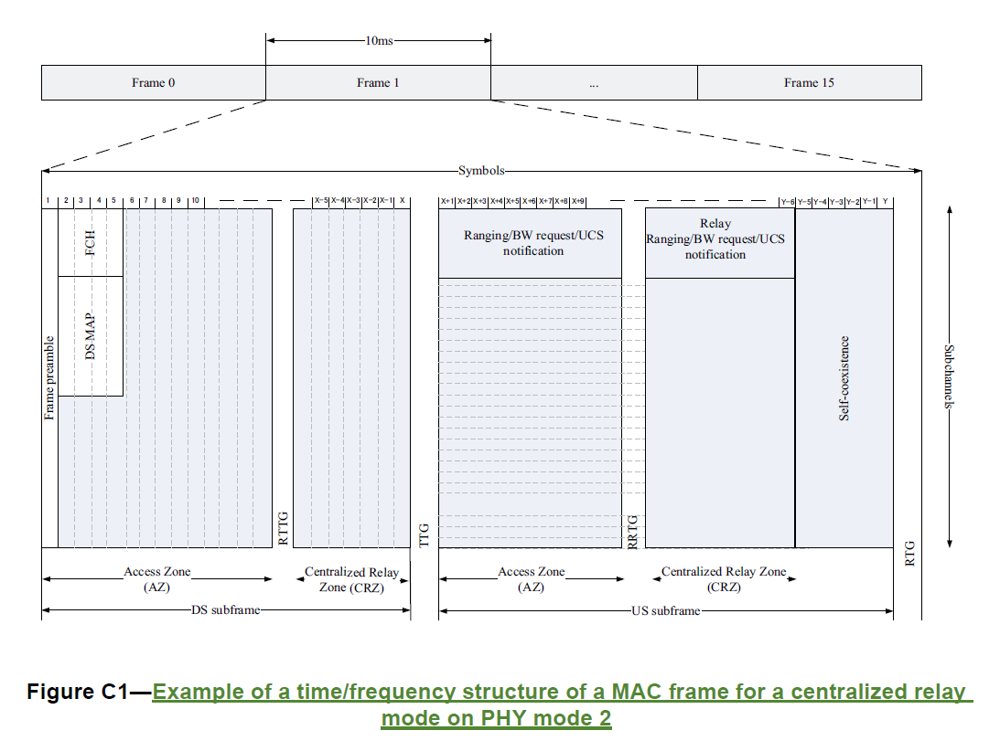 10ms
Frame 0
Frame 1
...
Frame 15
Symbols
1 2 3 4 5 6 7 8 9 10
X-5 X-4 X-3 X-2 X-1 X
X+1 X+2 X+3 X+4 X+5 X+6 X+7 X+8 X+9
Y-6 Y-5 Y-4 Y-3 Y-2 Y-1 Y
Frame preamble
FCH
DS MAP
RTTG
TTG
Ranging/BW request/UCS
notification
RRTG
Relay
Ranging/BW request/UCS
notification
Self-coexistence
RTG
Subchannels
Access Zone
(AZ)
Centralized Relay
Zone (CRZ)
Access Zone
(AZ)
Centralized Relay Zone
(CRZ)
DS subframe
US subframe
Figure C1—Example of a time/frequency structure of a MAC frame for a centralized relay
mode on PHY mode 2